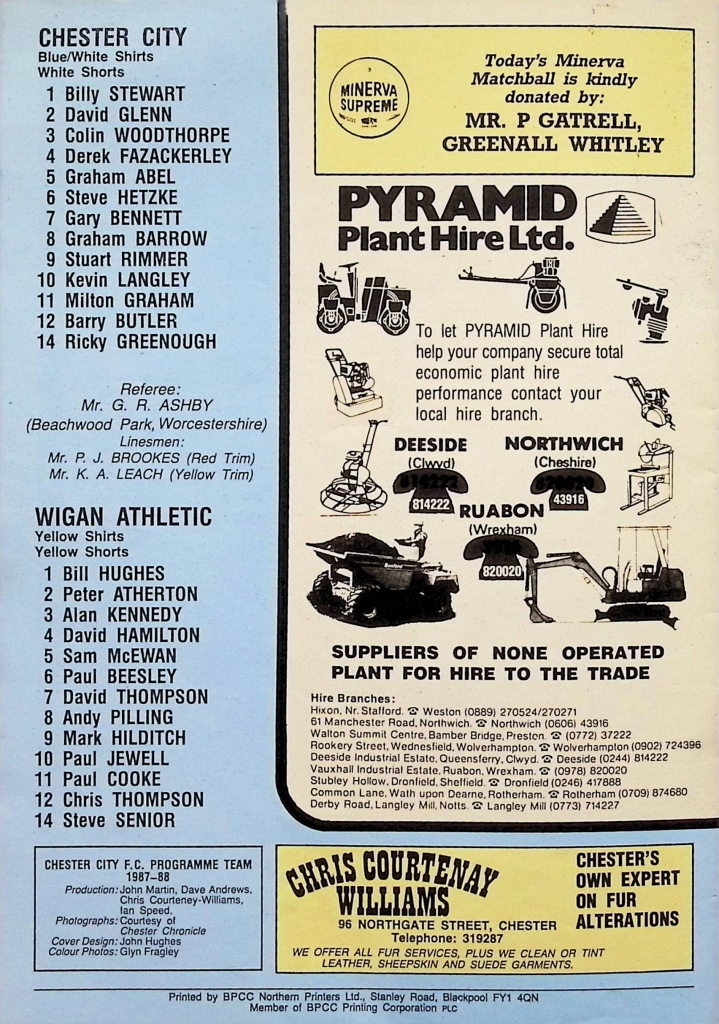 CHESTER CITY
Blue/White Shirts
White Shorts
1 Billy STEWART
2 David GLENN
3 Colin WOODTHORPE
4 Derek FAZACKERLEY
5 Graham ABEL
6 Steve HETZKE
7 Gary BENNETT
8 Graham BARROW
9 Stuart RIMMER
10 Kevin LANGLEY
11 Milton GRAHAM
12 Barry BUTLER
14 Ricky GREENOUGH
Referee:
Mr. G. R. ASHBY
(Beachwood Park, Worcestershire)
Linesmen:
Mr. P. J. BROOKES (Red Trim)
Mr. K. A. LEACH (Yellow Trim)
WIGAN ATHLETIC
Yellow Shirts
Yellow Shorts
1 Bill HUGHES
2 Peter ATHERTON
3 Alan KENNEDY
4 David HAMILTON
5 Sam McEWAN
6 Paul BEESLEY
7 David THOMPSON
8 Andy PILLING
9 Mark HILDITCH
10 Paul JEWELL
11 Paul COOKE
12 Chris THOMPSON
14 Steve SENIOR
CHESTER CITY F.C. PROGRAMME TEAM
1987–88
Production: John Martin, Dave Andrews,
Chris Courteney-Williams,
Ian Speed.
Photographs: Courtesy of
Chester Chronicle
Cover Design: John Hughes
Colour Photos: Glyn Fragley
MINERVA
SUPREME
Today's Minerva
Matchball is kindly
donated by:
MR. P GATRELL,
GREENALL WHITLEY
PYRAMID
Plant Hire Ltd.
To let PYRAMID Plant Hire
help your company secure total
economic plant hire
performance contact your
local hire branch.
DEESIDE
(Clwyd)
814222
NORTHWICH
(Cheshire)
43916
RUABON
(Wrexham)
820020
SUPPLIERS OF NONE OPERATED
PLANT FOR HIRE TO THE TRADE
Hire Branches:
Hixon, Nr. Stafford. ☎ Weston (0889) 270524/270271
61 Manchester Road, Northwich. ☎ Northwich (0606) 43916
Walton Summit Centre, Bamber Bridge, Preston. ☎ (0772) 37222
Rookery Street, Wednesfield, Wolverhampton. ☎ Wolverhampton (0902) 724396
Deeside Industrial Estate, Queensferry, Clwyd. ☎ Deeside (0244) 814222
Vauxhall Industrial Estate, Ruabon, Wrexham. ☎ (0978) 820020
Stubley Hollow, Dronfield, Sheffield. ☎ Dronfield (0246) 417888
Common Lane, Wath upon Dearne, Rotherham. ☎ Rotherham (0709) 874680
Derby Road, Langley Mill, Notts. ☎ Langley Mill (0773) 714227
CHRIS COURTENAY
WILLIAMS
96 NORTHGATE STREET, CHESTER
Telephone: 319287
CHESTER'S
OWN EXPERT
ON FUR
ALTERATIONS
WE OFFER ALL FUR SERVICES, PLUS WE CLEAN OR TINT
LEATHER, SHEEPSKIN AND SUEDE GARMENTS.
Printed by BPCC Northern Printers Ltd., Stanley Road, Blackpool FY1 4QN
Member of BPCC Printing Corporation PLC